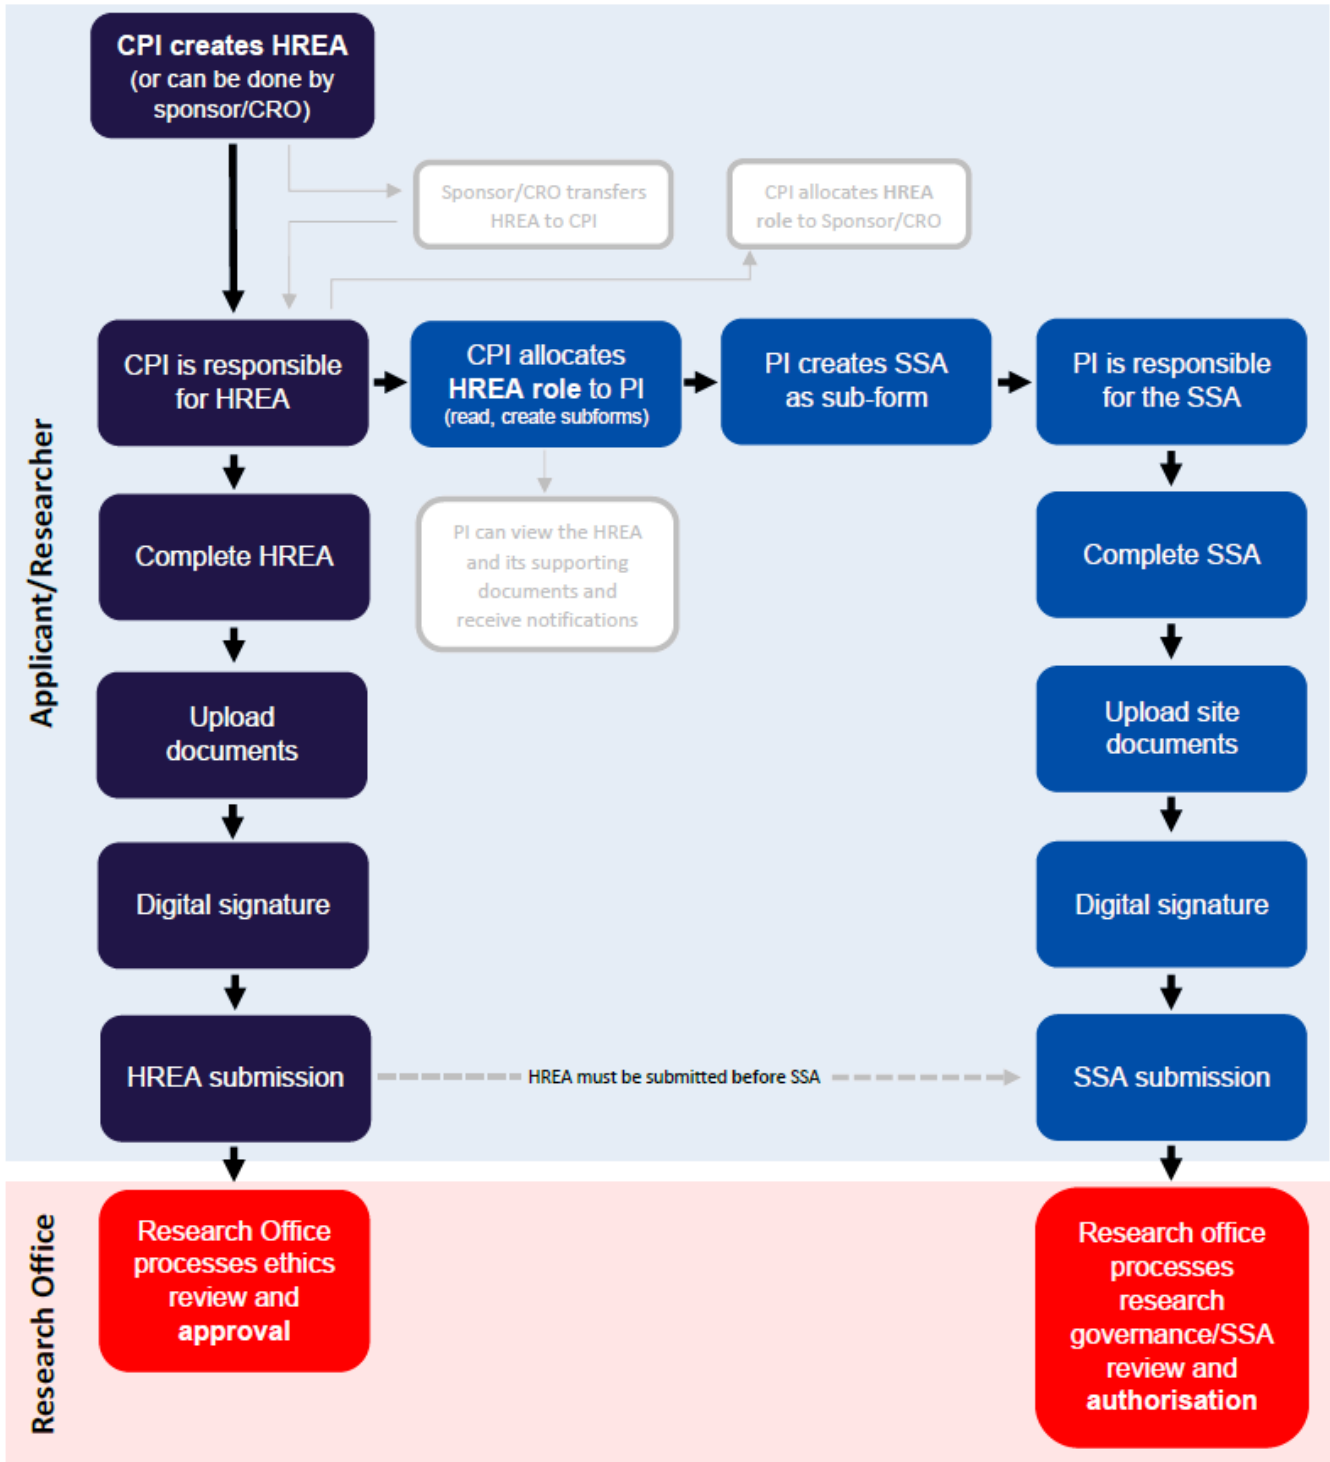 CPI creates HREA
(or can be done by
sponsor/CRO)
Sponsor/CRO transfers
HREA to CPI
CPI allocates HREA
role to Sponsor/CRO
Applicant/Researcher
CPI is responsible
for HREA
CPI allocates
HREA role to PI
(read, create subforms)
PI creates SSA
as sub-form
PI is responsible
for the SSA
PI can view the HREA
and its supporting
documents and
receive notifications
Complete HREA
Complete SSA
Upload
documents
Upload site
documents
Digital signature
Digital signature
HREA submission
HREA must be submitted before SSA
SSA submission
Research Office
Research Office
processes ethics
review and
approval
Research office
processes
research
governance/SSA
review and
authorisation